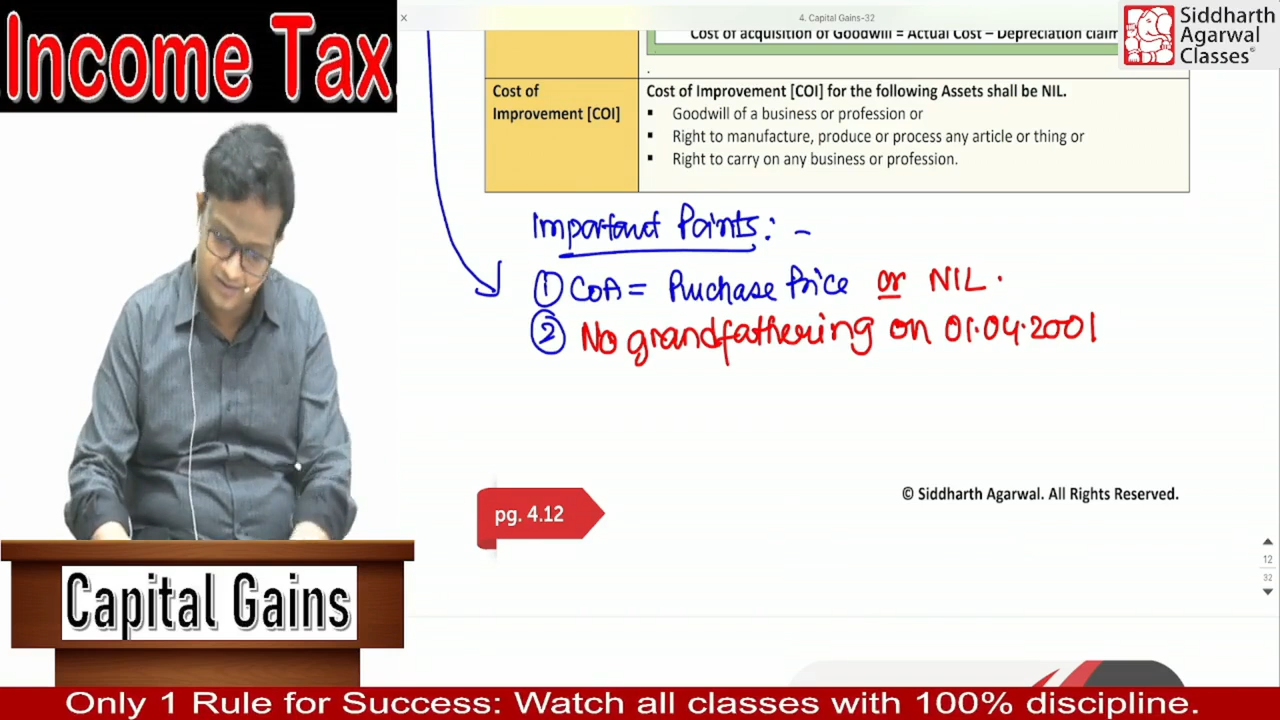 Income Tax
×
4. Capital Gains-32
Siddharth
Agarwal
Classes
Cost of acquisition of Goodwill = Actual Cost – Depreciation claim
.
Cost of
Improvement [COI]
Cost of Improvement [COI] for the following Assets shall be NIL.
▪ Goodwill of a business or profession or
▪ Right to manufacture, produce or process any article or thing or
▪ Right to carry on any business or profession.
Important Points: -
① COA = Puchase Price or NIL.
② No grandfathering on 01.04.2001
© Siddharth Agarwal. All Rights Reserved.
pg. 4.12
12
32
Capital Gains
Only 1 Rule for Success: Watch all classes with 100% discipline.